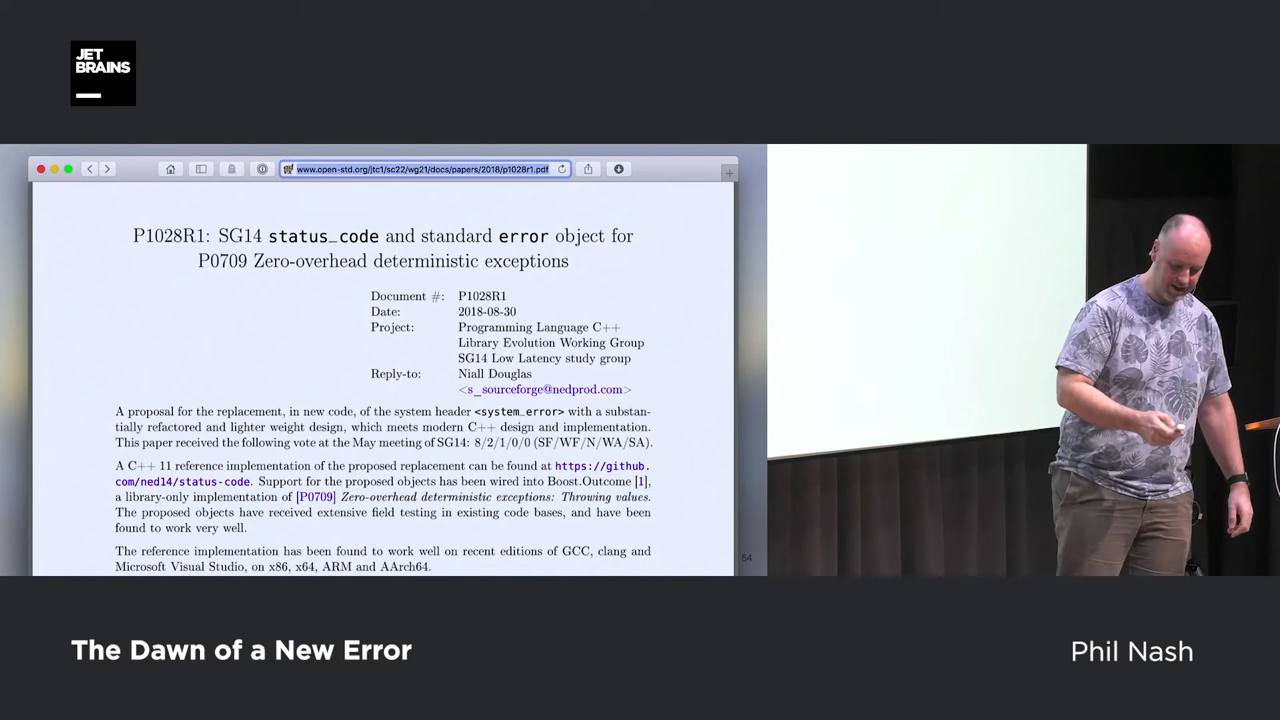 JET
BRAINS
www.open-std.org/jtc1/sc22/wg21/docs/papers/2018/p1028r1.pdf
P1028R1: SG14 status_code and standard error object for
P0709 Zero-overhead deterministic exceptions
Document #: P1028R1
Date: 2018-08-30
Project: Programming Language C++
Library Evolution Working Group
SG14 Low Latency study group
Reply-to: Niall Douglas
<s_sourceforge@nedprod.com>
A proposal for the replacement, in new code, of the system header <system_error> with a substan-
tially refactored and lighter weight design, which meets modern C++ design and implementation.
This paper received the following vote at the May meeting of SG14: 8/2/1/0/0 (SF/WF/N/WA/SA).
A C++ 11 reference implementation of the proposed replacement can be found at https://github.
com/ned14/status-code. Support for the proposed objects has been wired into Boost.Outcome [1],
a library-only implementation of [P0709] Zero-overhead deterministic exceptions: Throwing values.
The proposed objects have received extensive field testing in existing code bases, and have been
found to work very well.
The reference implementation has been found to work well on recent editions of GCC, clang and
Microsoft Visual Studio, on x86, x64, ARM and AArch64.
54
The Dawn of a New Error
Phil Nash